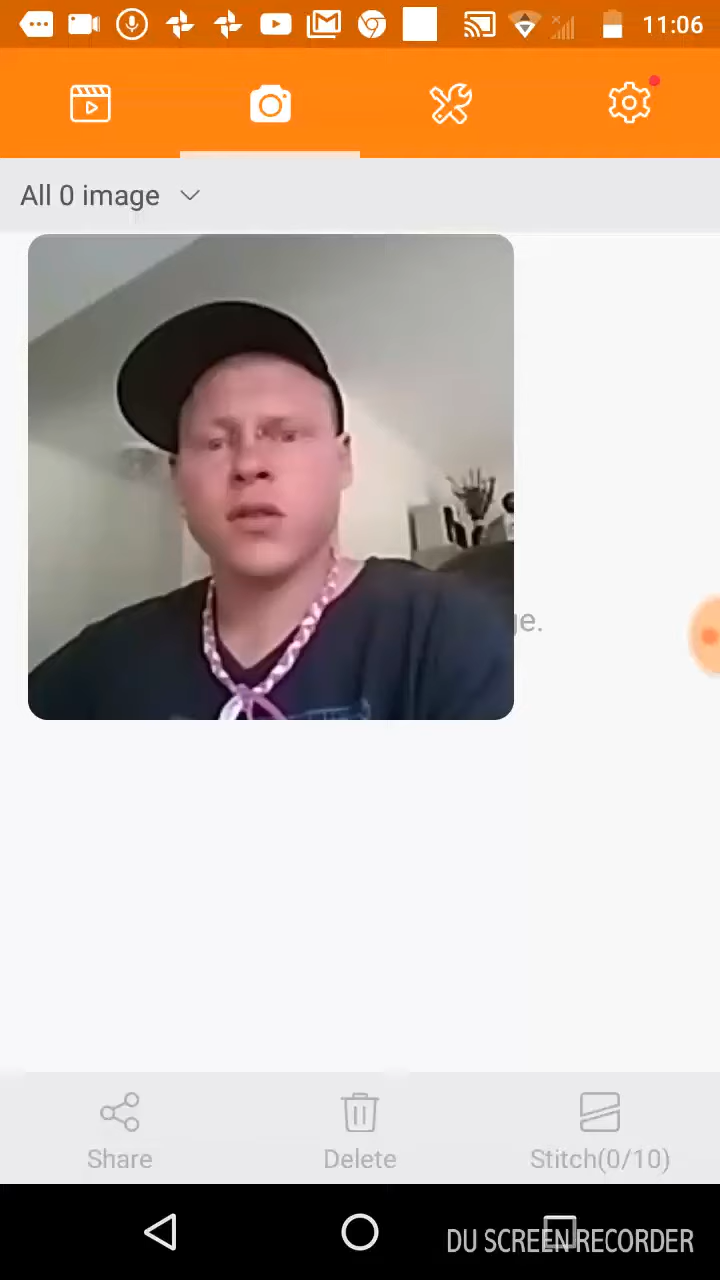 11:06
All 0 image
ge.
Share
Delete
Stitch(0/10)
DU SCREEN RECORDER